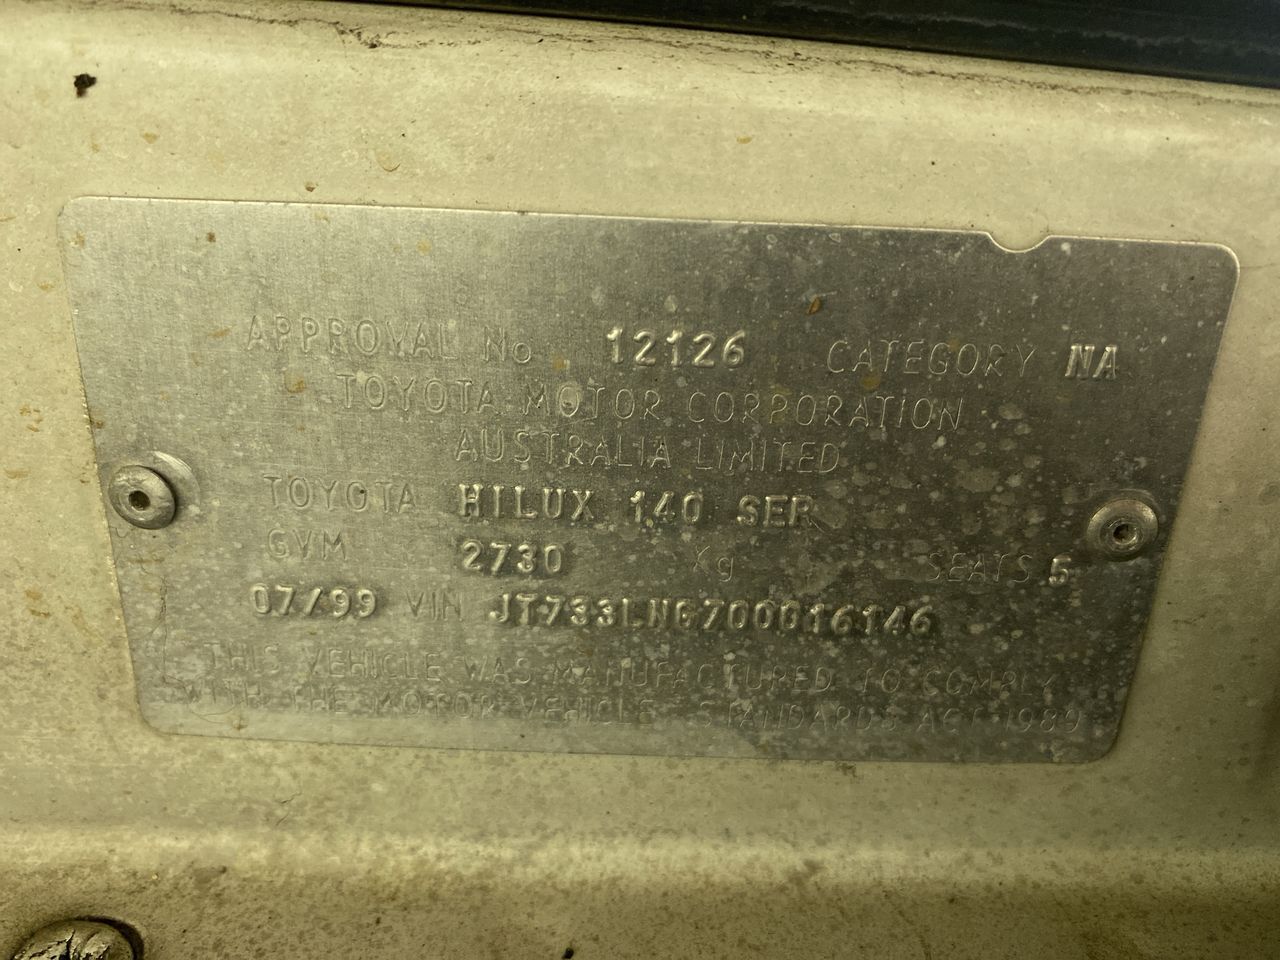 APPROVAL No 12126 CATEGORY NA
TOYOTA MOTOR CORPORATION
AUSTRALIA LIMITED
TOYOTA HILUX 140 SER
GVM 2730 Kg SEATS 5
07/99 VIN JT733LNG700016146
THIS VEHICLE WAS MANUFACTURED TO COMPLY
WITH THE MOTOR VEHICLE STANDARDS ACT 1989